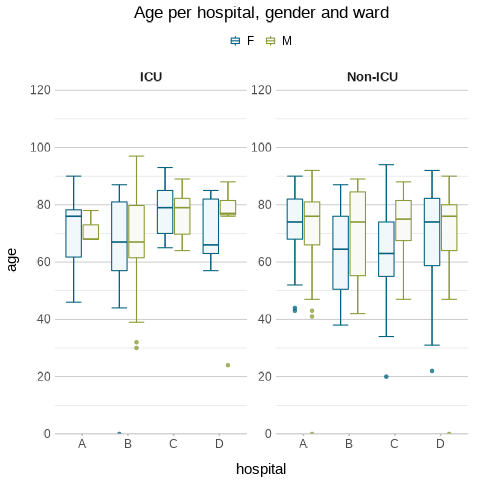 Age per hospital, gender and ward
F M
ICU Non-ICU
120 120
100 100
80 80
60 60
40 40
20 20
0 0
A B C D A B C D
hospital
age